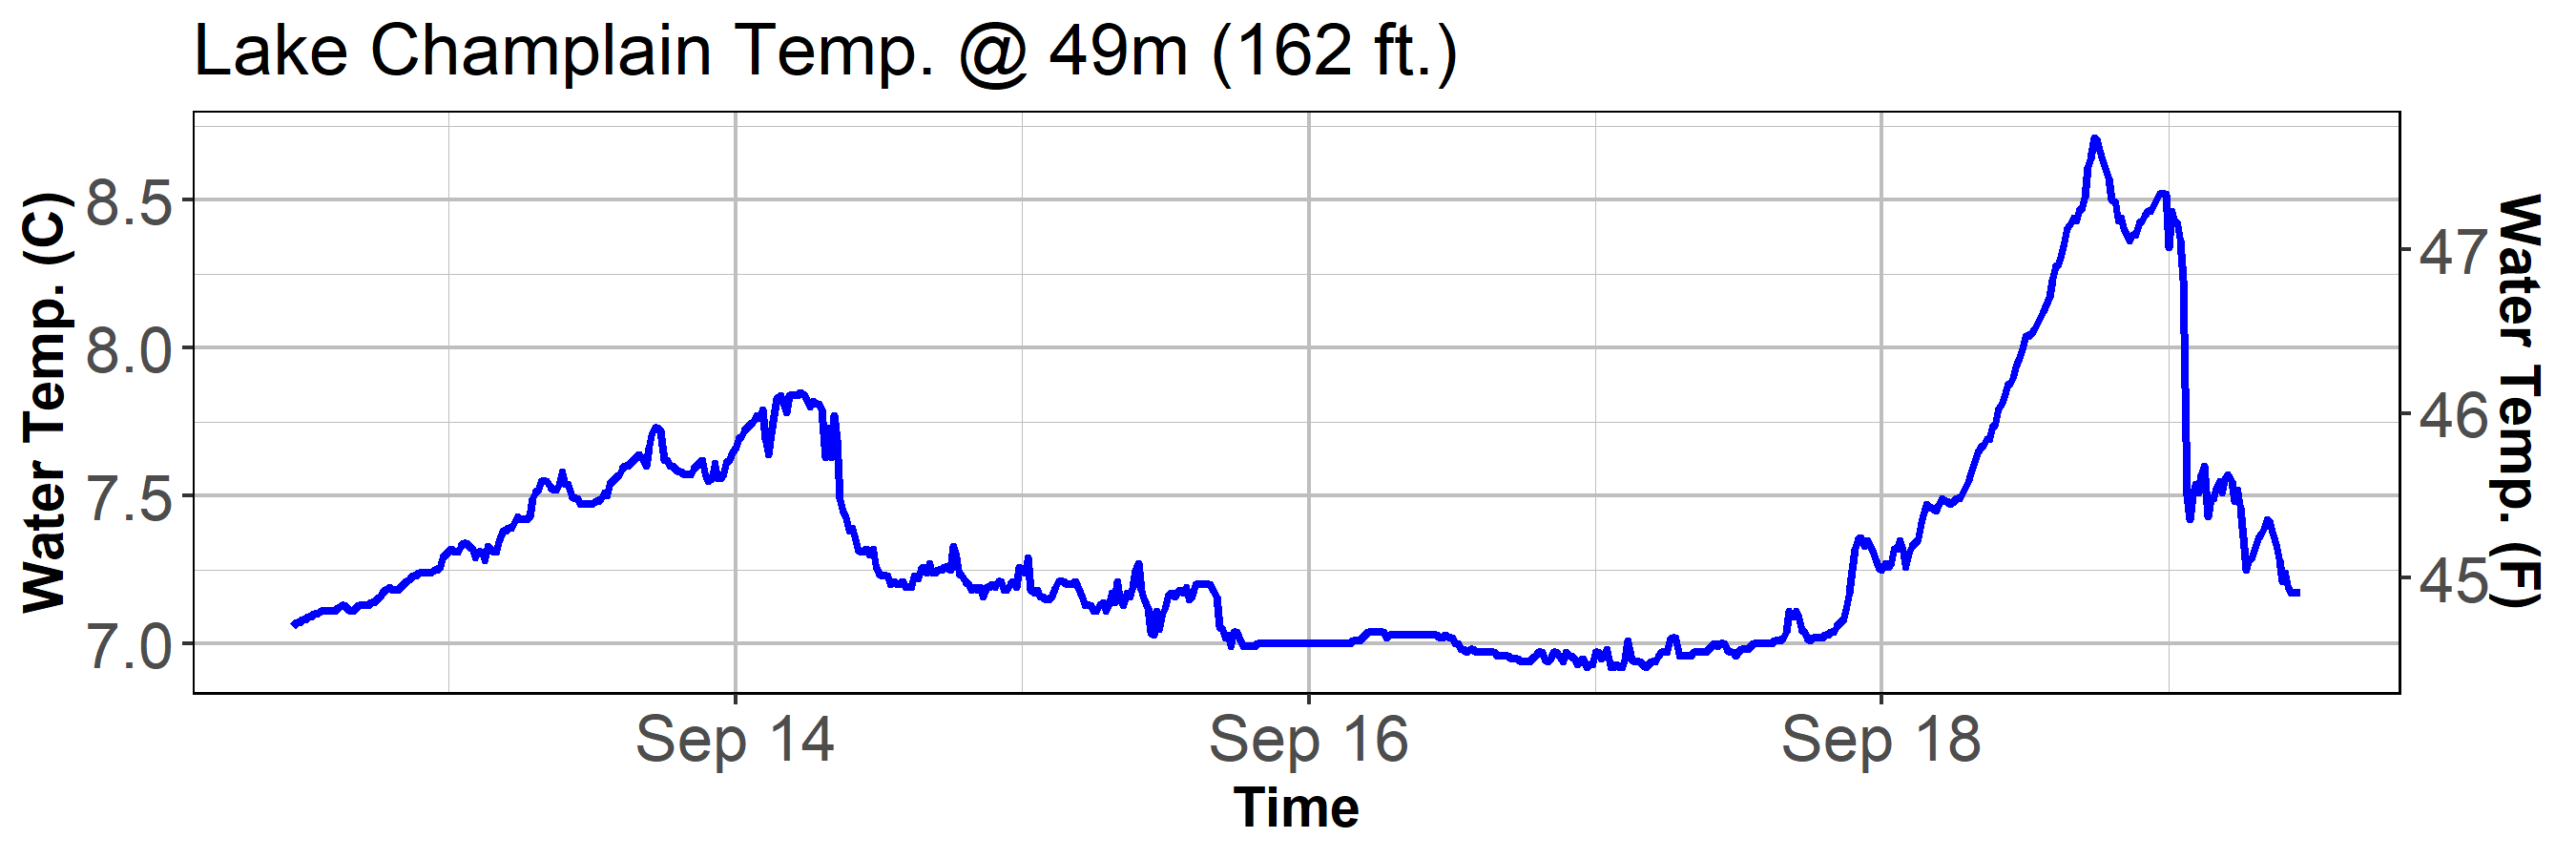 Lake Champlain Temp. @ 49m (162 ft.)
Water Temp. (C)
8.5
8.0
7.5
7.0
47
46
45
Water Temp. (F)
Sep 14
Sep 16
Sep 18
Time